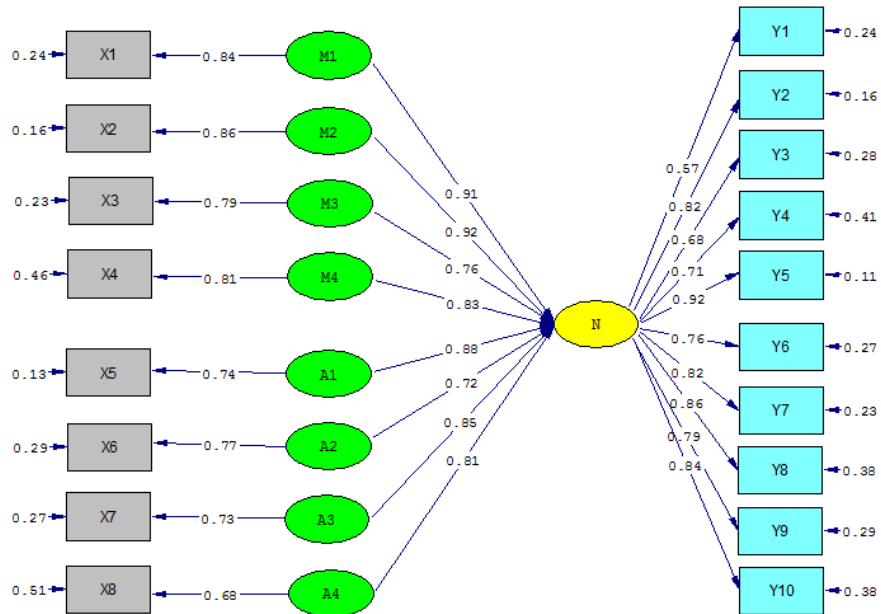 0.24 X1 0.84 M1
0.16 X2 0.86 M2
0.23 X3 0.79 M3
0.46 X4 0.81 M4
0.13 X5 0.74 A1
0.29 X6 0.77 A2
0.27 X7 0.73 A3
0.51 X8 0.68 A4
0.91
0.92
0.76
0.83
0.88
0.72
0.85
0.81
N
0.57
0.82
0.68
0.71
0.92
0.76
0.82
0.86
0.79
0.84
Y1 0.24
Y2 0.16
Y3 0.28
Y4 0.41
Y5 0.11
Y6 0.27
Y7 0.23
Y8 0.38
Y9 0.29
Y10 0.38